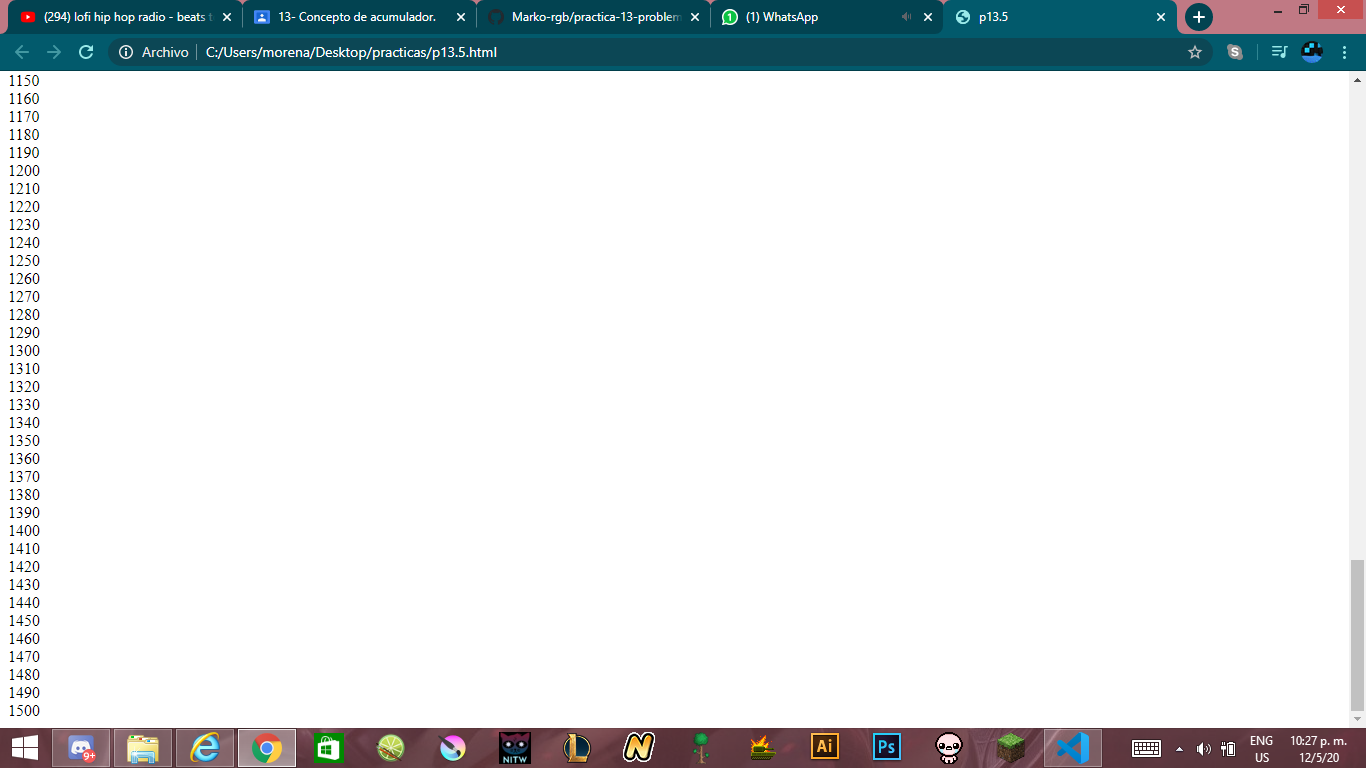 (294) lofi hip hop radio - beats t
13- Concepto de acumulador.
Marko-rgb/practica-13-problem
1
(1) WhatsApp
p13.5
Archivo
C:/Users/morena/Desktop/practicas/p13.5.html
S
1150
1160
1170
1180
1190
1200
1210
1220
1230
1240
1250
1260
1270
1280
1290
1300
1310
1320
1330
1340
1350
1360
1370
1380
1390
1400
1410
1420
1430
1440
1450
1460
1470
1480
1490
1500
9+
NITW
L
N
Ai
Ps
ENG
US
10:27 p. m.
12/5/20